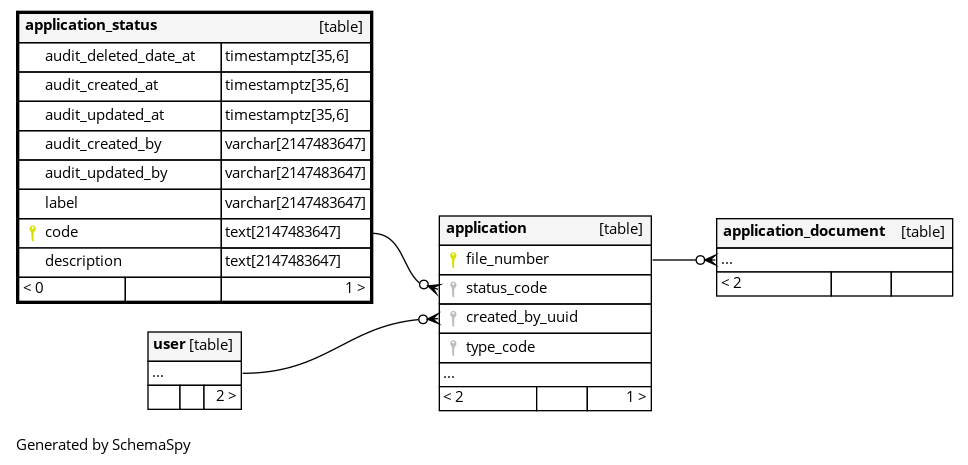 application_status [table]
audit_deleted_date_at timestamptz[35,6]
audit_created_at timestamptz[35,6]
audit_updated_at timestamptz[35,6]
audit_created_by varchar[2147483647]
audit_updated_by varchar[2147483647]
label varchar[2147483647]
code text[2147483647]
description text[2147483647]
< 0 1 >
application [table]
file_number
status_code
created_by_uuid
type_code
...
< 2 1 >
application_document [table]
...
< 2
user [table]
...
2 >
Generated by SchemaSpy